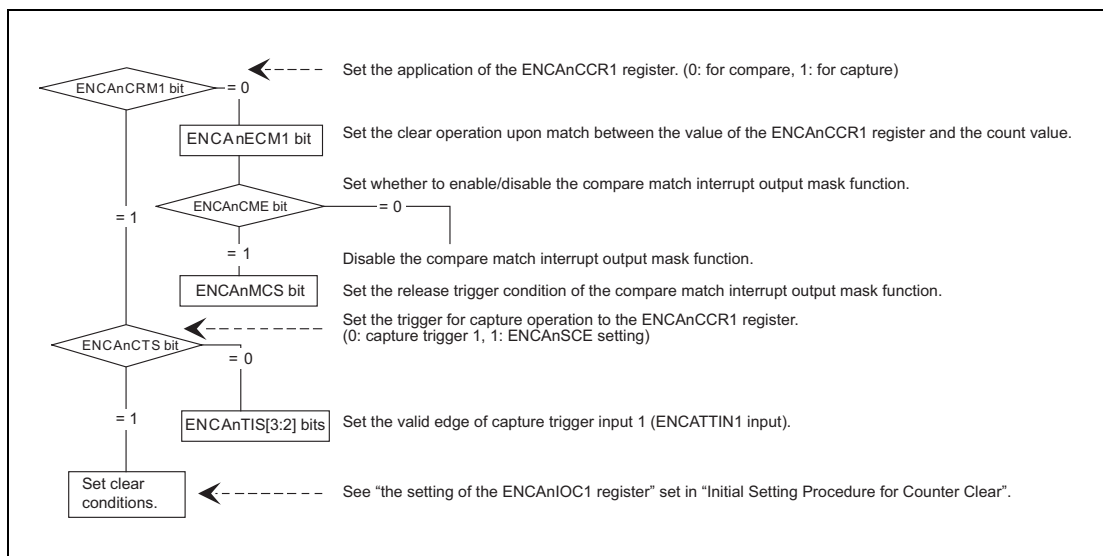 Set the application of the ENCAnCCR1 register. (0: for compare, 1: for capture)
ENCAnCRM1 bit
= 0
ENCAnECM1 bit
Set the clear operation upon match between the value of the ENCAnCCR1 register and the count value.
Set whether to enable/disable the compare match interrupt output mask function.
ENCAnCME bit
= 0
= 1
= 1
Disable the compare match interrupt output mask function.
ENCAnMCS bit
Set the release trigger condition of the compare match interrupt output mask function.
Set the trigger for capture operation to the ENCAnCCR1 register.
(0: capture trigger 1, 1: ENCAnSCE setting)
ENCAnCTS bit
= 0
= 1
ENCAnTIS[3:2] bits
Set the valid edge of capture trigger input 1 (ENCATTIN1 input).
Set clear
conditions.
See “the setting of the ENCAnIOC1 register” set in “Initial Setting Procedure for Counter Clear”.